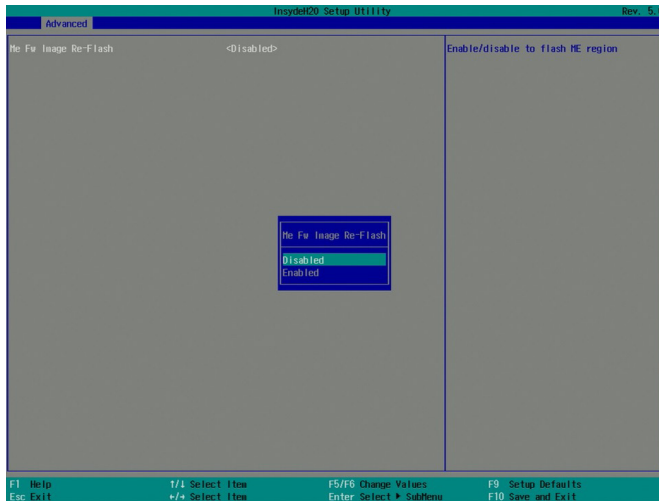 InsydeH20 Setup Utility Rev. 5.
Advanced
Me Fw Image Re-Flash <Disabled> Enable/disable to flash ME region
Me Fw Image Re-Flash
Disabled
Enabled
F1 Help ↑/↓ Select Item F5/F6 Change Values F9 Setup Defaults
Esc Exit ←/→ Select Item Enter Select ▶ SubMenu F10 Save and Exit